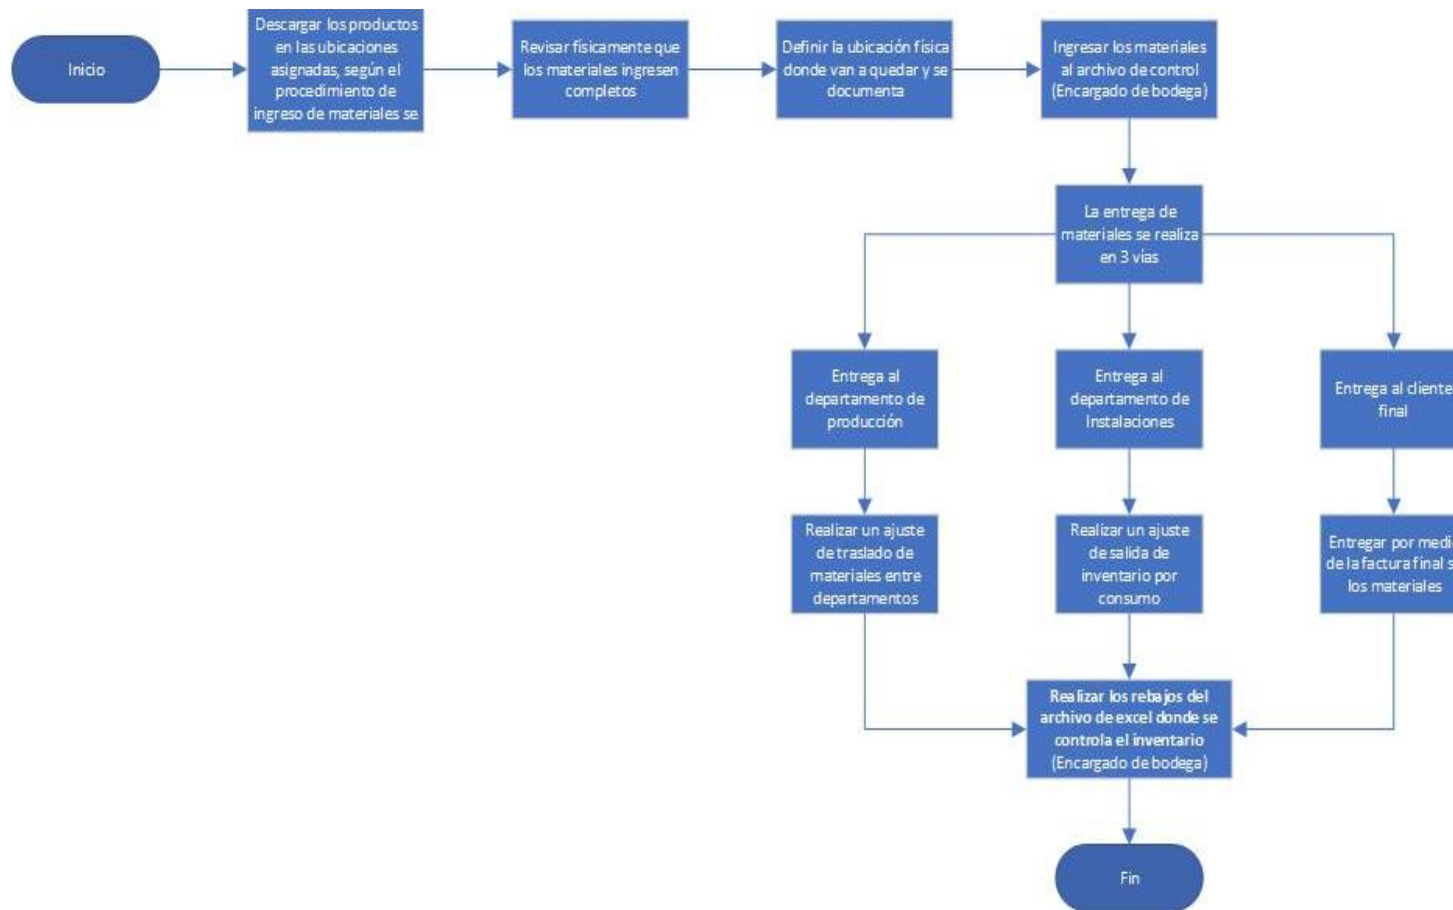 Inicio
Descargar los productos
en las ubicaciones
asignadas, según el
procedimiento de
ingreso de materiales se
Revisar físicamente que
los materiales ingresen
completos
Definir la ubicación física
donde van a quedar y se
documenta
Ingresar los materiales
al archivo de control
(Encargado de bodega)
La entrega de
materiales se realiza
en 3 vías
Entrega al
departamento de
producción
Entrega al
departamento de
Instalaciones
Entrega al cliente
final
Realizar un ajuste
de traslado de
materiales entre
departamentos
Realizar un ajuste
de salida de
inventario por
consumo
Entregar por
de la factura final
los materiales
Realizar los rebajos del
archivo de excel donde se
controla el inventario
(Encargado de bodega)
Fin